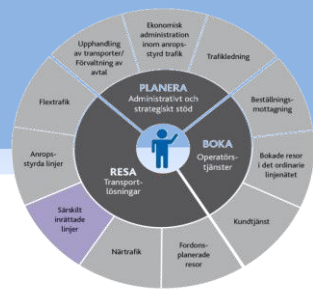 Ekonomisk
administration
inom anrops-
styrd trafik
Upphandling
av transporter/
Förvaltning av
avtal
Trafikledning
Flextrafik
PLANERA
Administrativt och
strategiskt stöd
Beställnings-
mottagning
Anrops-
styrda linjer
RESA
Transport-
lösningar
BOKA
Operatörs-
tjänster
Bokade resor
i det ordinarie
linjenätet
Särskilt
inrättade
linjer
Kundtjänst
Närtrafik
Fordons-
planerade
resor